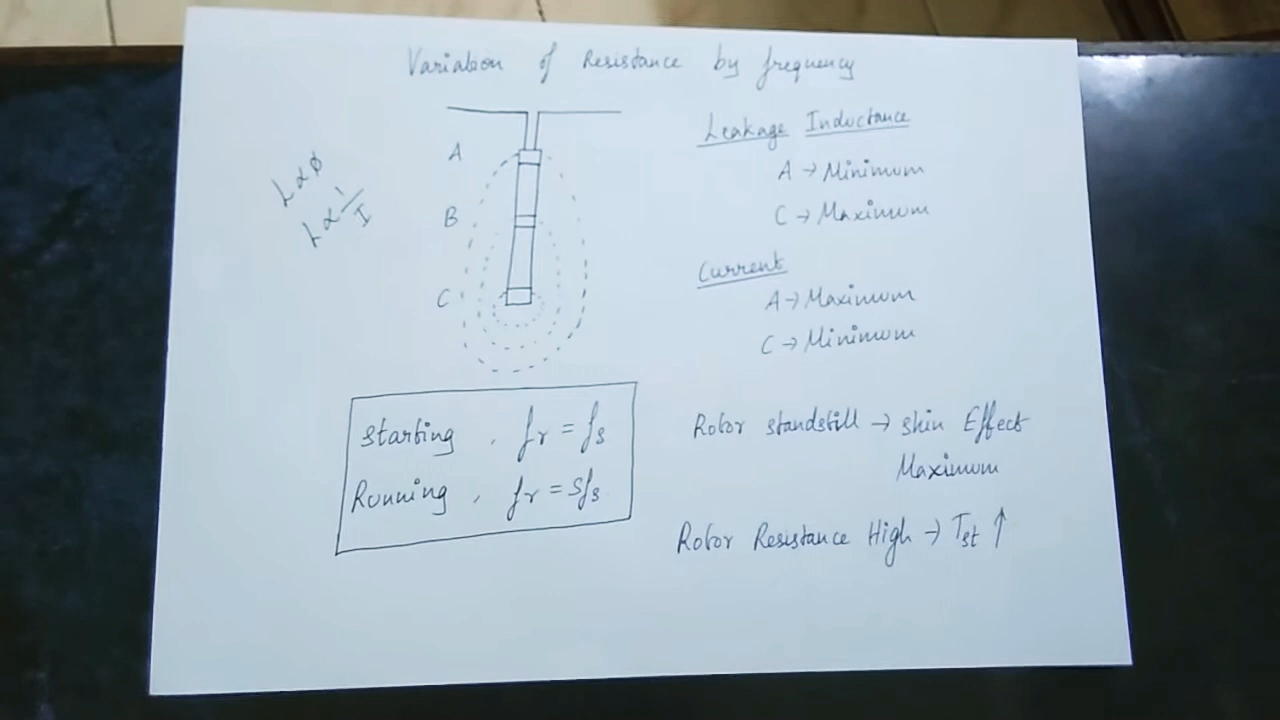 Variation of Resistance by frequency
L α ϕ
L α 1/I
A
B
C
Leakage Inductance
A → Minimum
C → Maximum
Current
A → Maximum
C → Minimum
starting , fr = fs
Running , fr = sfs
Rotor standstill → skin Effect
Maximum
Rotor Resistance High → Tst ↑